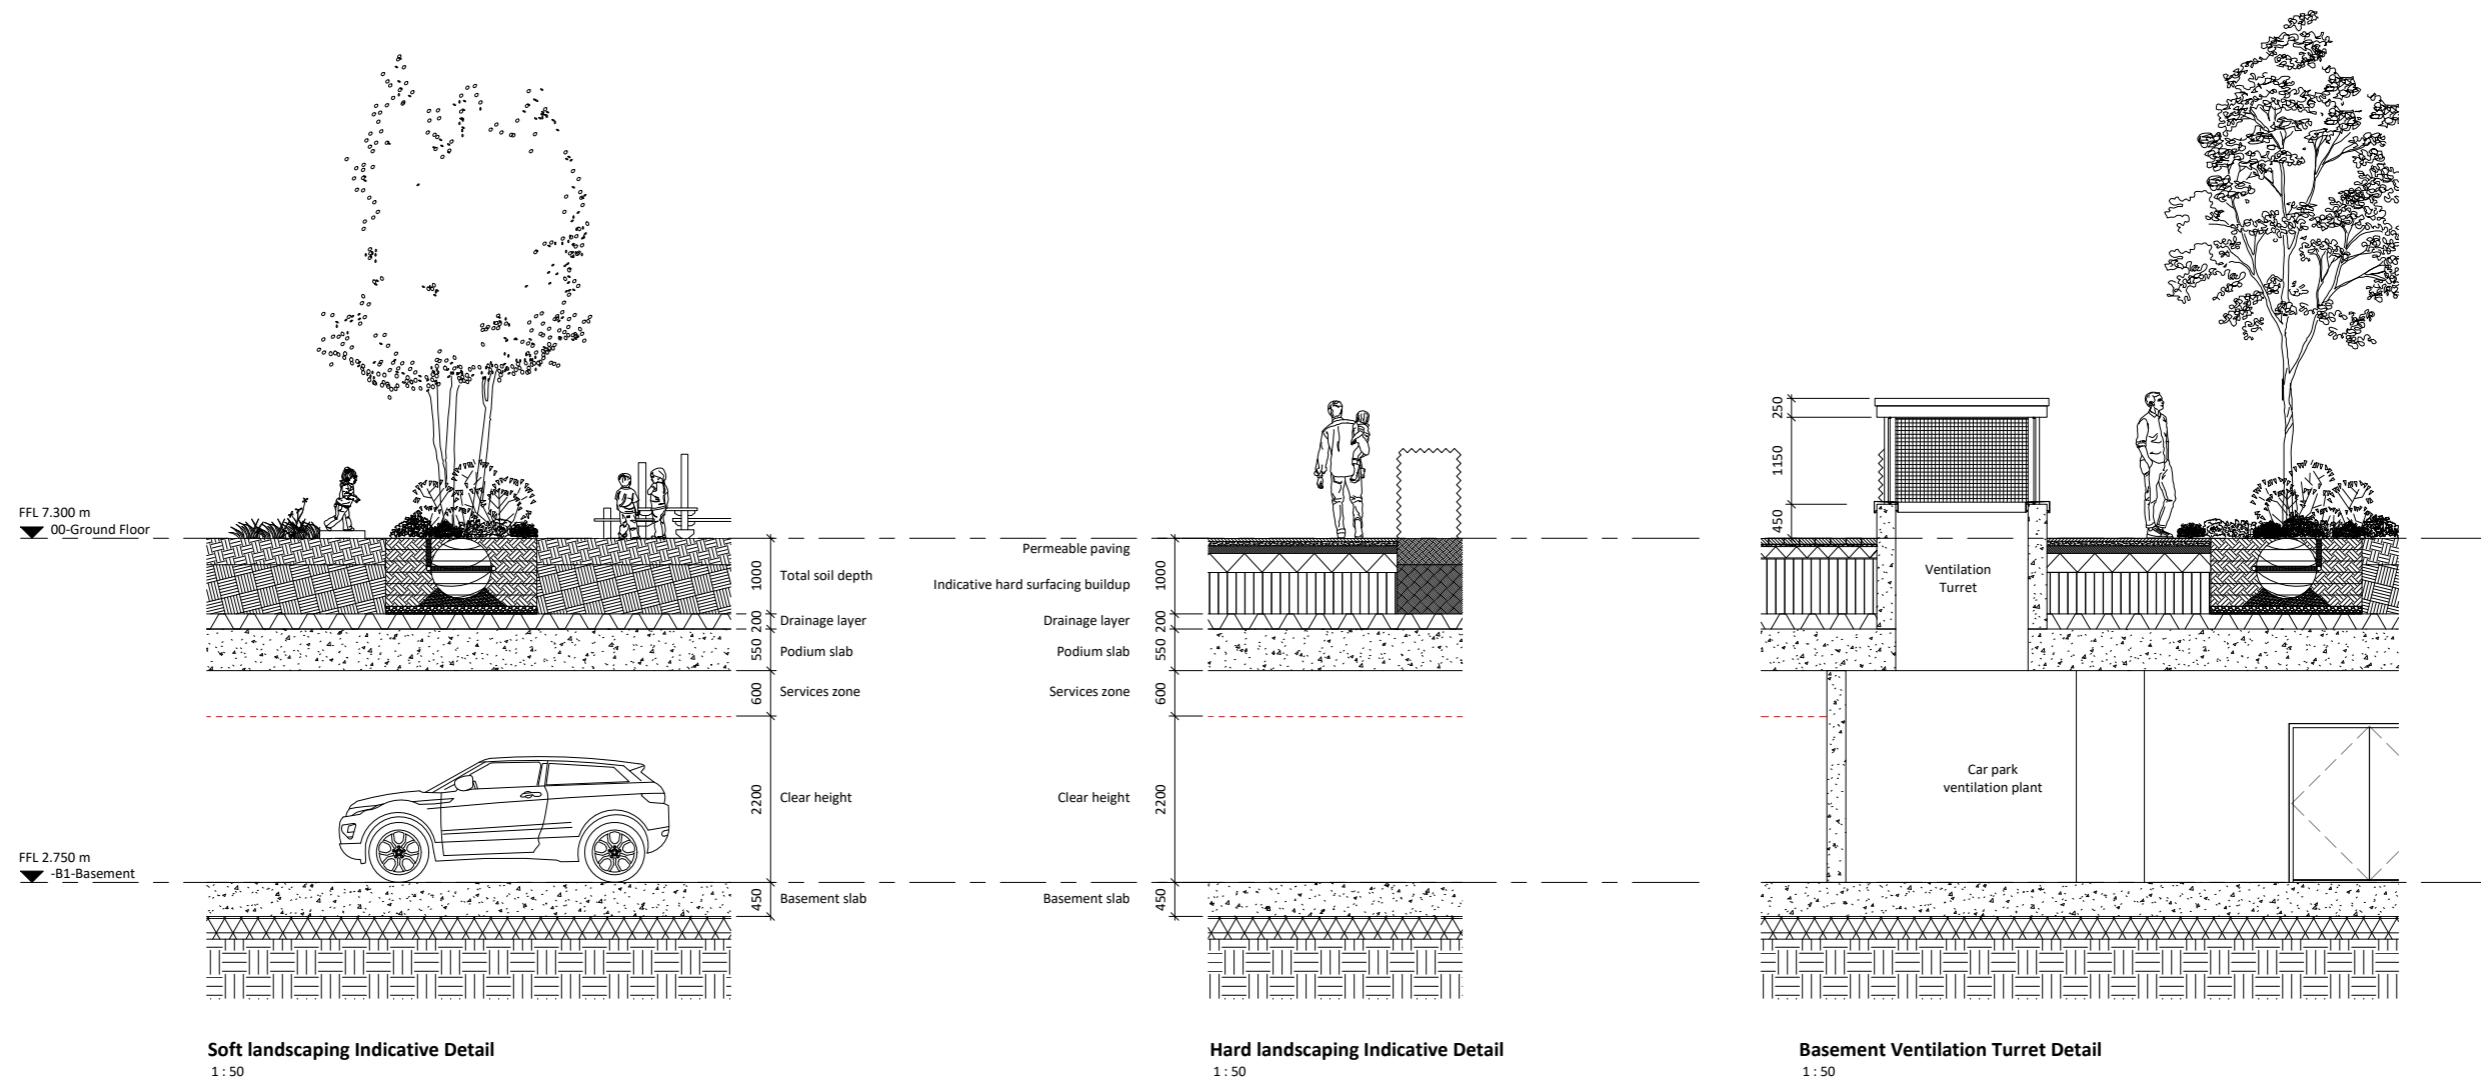 FFL 7.300 m
00-Ground Floor
FFL 2.750 m
-B1-Basement
1000
Total soil depth
200
Drainage layer
550
Podium slab
600
Services zone
2200
Clear height
450
Basement slab
Soft landscaping Indicative Detail
1 : 50
Permeable paving
Indicative hard surfacing buildup
1000
Drainage layer
200
Podium slab
550
Services zone
600
Clear height
2200
Basement slab
450
Hard landscaping Indicative Detail
1 : 50
250
1150
450
Ventilation
Turret
Car park
ventilation plant
Basement Ventilation Turret Detail
1 : 50